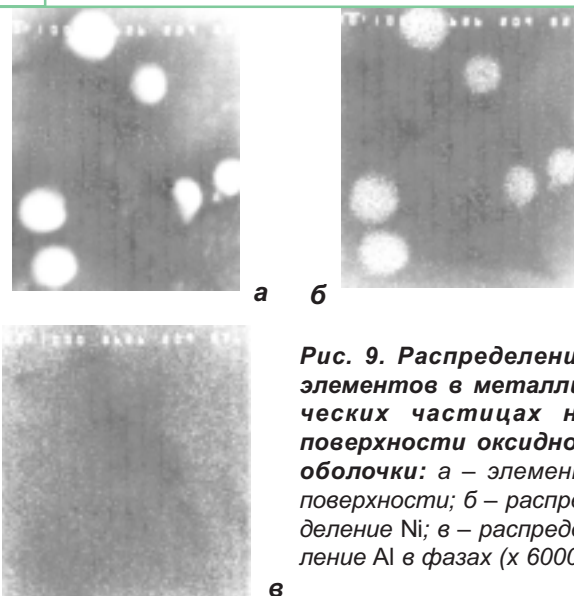 а б
в
Рис. 9. Распределени
элементов в металли
ческих частицах н
поверхности оксидно
оболочки: а – элемен
поверхности; б – распре
деление Ni; в – распреде
ление Al в фазах (х 6000